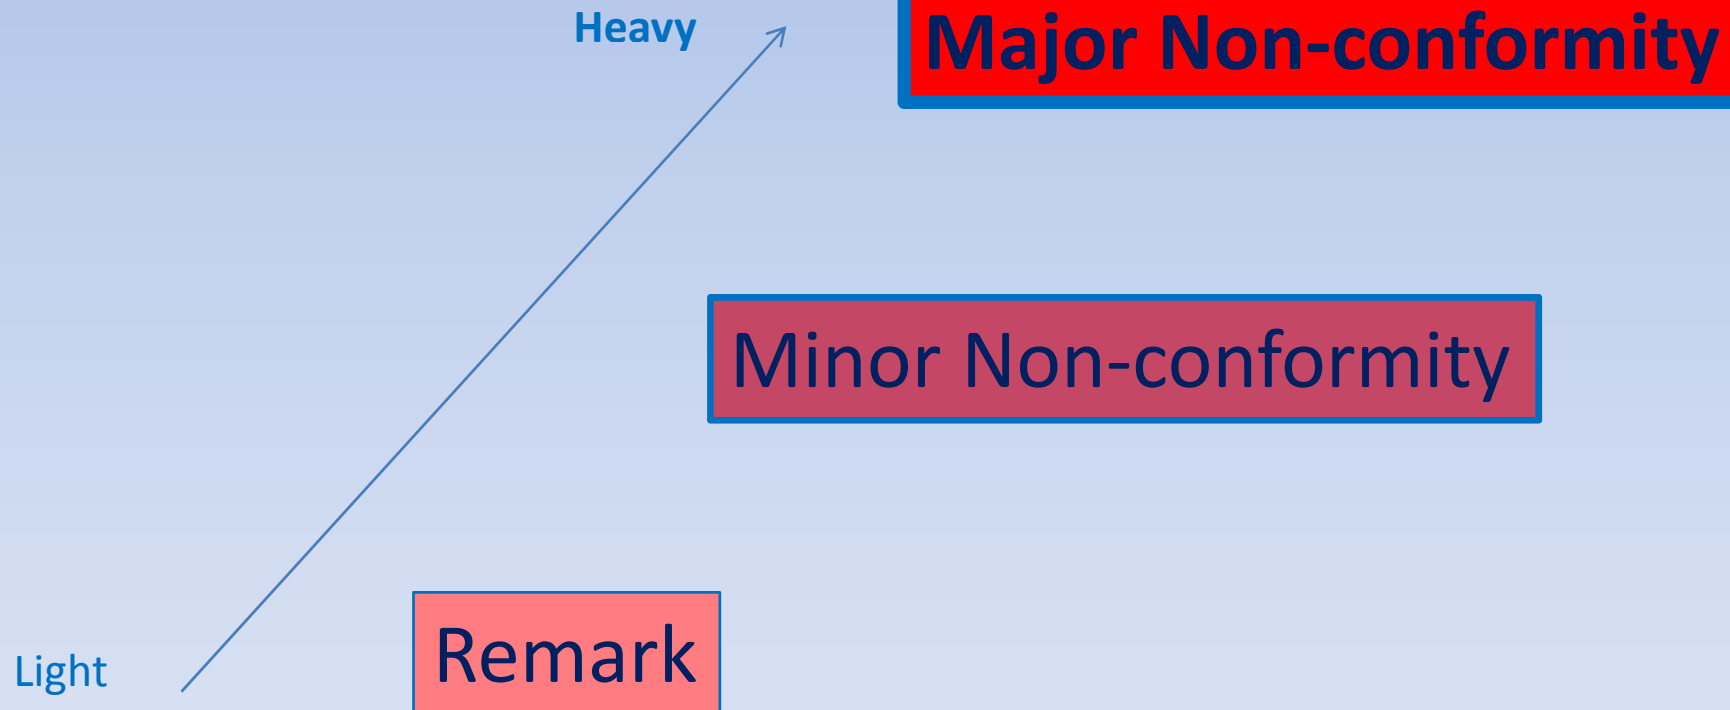 Heavy
Major Non-conformity
Minor Non-conformity
Remark
Light